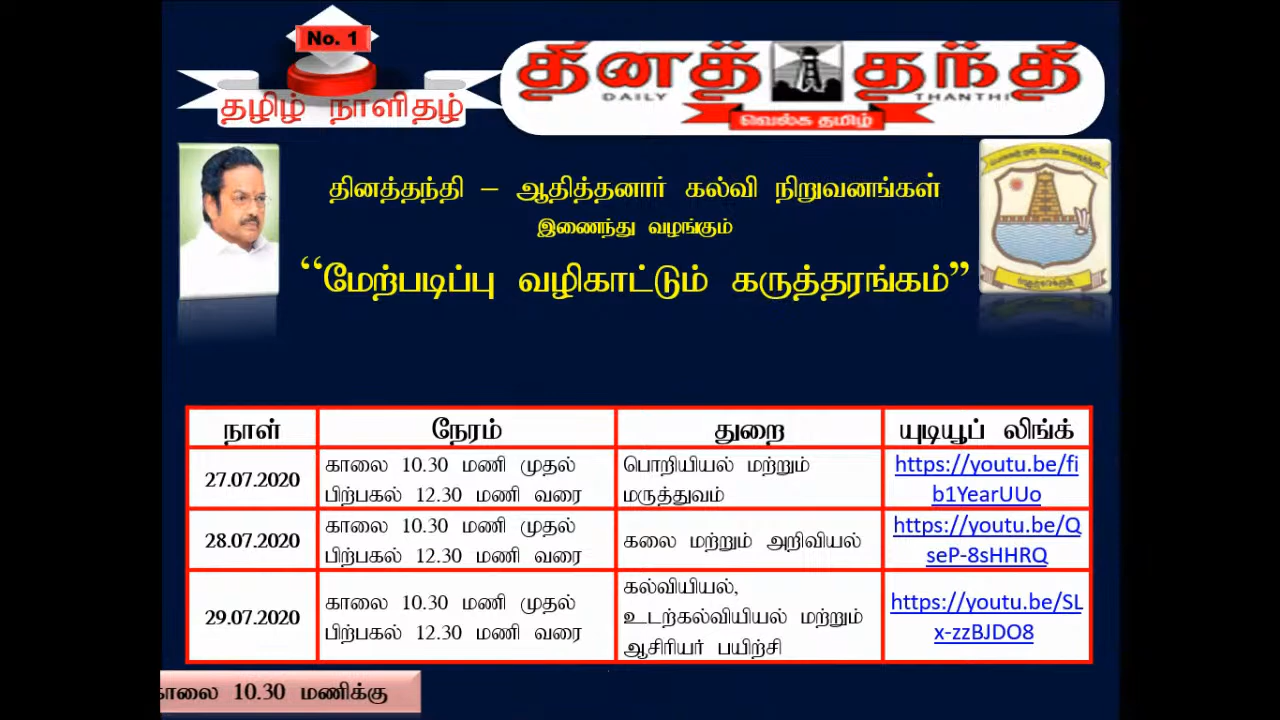 No. 1
தமிழ் நாளிதழ்
தினத் தந்தி
DAILY THANTHI
வெல்க தமிழ்
தினத்தந்தி – ஆதித்தனார் கல்வி நிறுவனங்கள்
இணைந்து வழங்கும்
“மேற்படிப்பு வழிகாட்டும் கருத்தரங்கம்”
நாள் நேரம் துறை யுடியூப் லிங்க்
27.07.2020 காலை 10.30 மணி முதல் பொறியியல் மற்றும் https://youtu.be/fi
பிற்பகல் 12.30 மணி வரை மருத்துவம் b1YearUUo
28.07.2020 காலை 10.30 மணி முதல் கலை மற்றும் அறிவியல் https://youtu.be/Q
பிற்பகல் 12.30 மணி வரை seP-8sHHRQ
29.07.2020 காலை 10.30 மணி முதல் கல்வியியல், https://youtu.be/SL
பிற்பகல் 12.30 மணி வரை உடற்கல்வியியல் மற்றும் x-zzBJDO8
ஆசிரியர் பயிற்சி
காலை 10.30 மணிக்கு